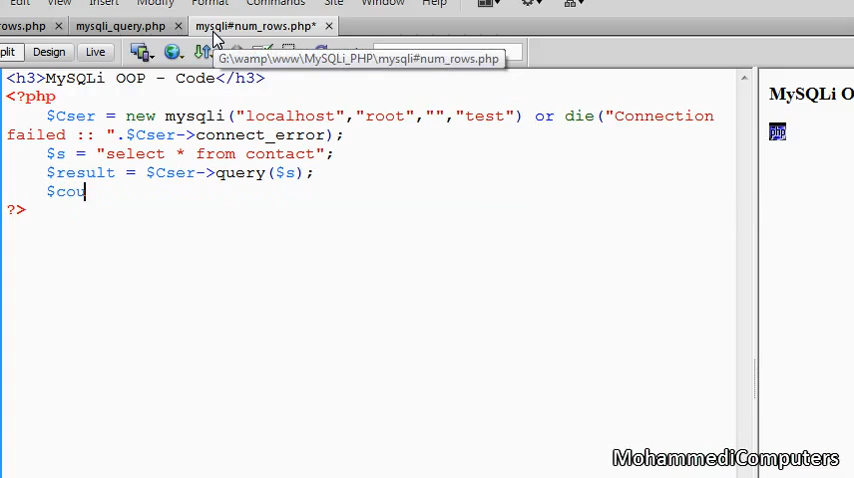 Edit View Insert Modify Format Commands Site Window Help
rows.php × mysqli_query.php × mysqli#num_rows.php* ×
plit Design Live
G:\wamp\www\MySQLi_PHP\mysqli#num_rows.php
<h3>MySQLi OOP - Code</h3>
<?php
$Cser = new mysqli("localhost","root","","test") or die("Connection
failed :: ".$Cser->connect_error);
$s = "select * from contact";
$result = $Cser->query($s);
$cou
?>
MySQLi O
php
MohammediComputers